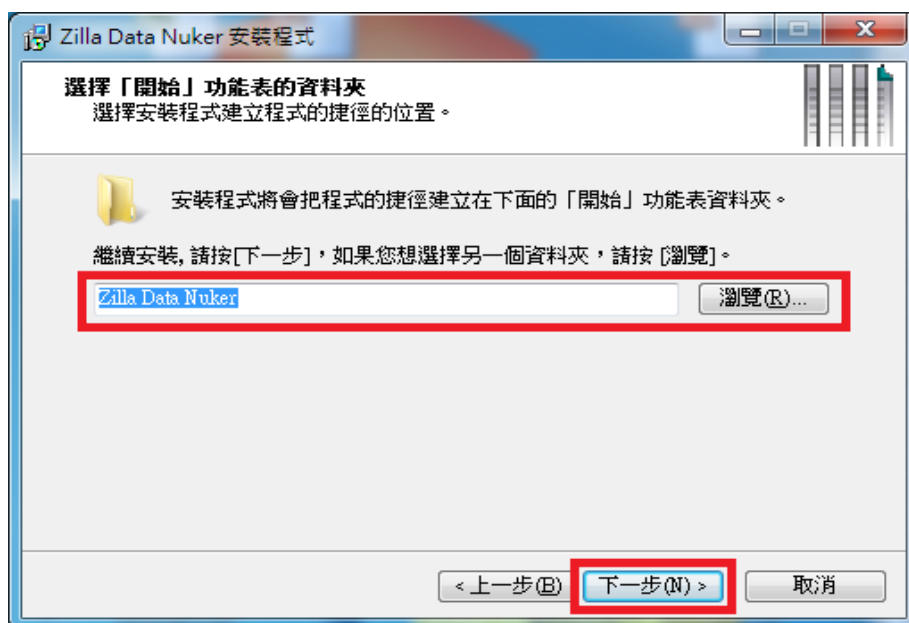 Zilla Data Nuker 安裝程式
選擇「開始」功能表的資料夾
選擇安裝程式建立程式的捷徑的位置。
安裝程式將會把程式的捷徑建立在下面的「開始」功能表資料夾。
繼續安裝, 請按[下一步]，如果您想選擇另一個資料夾，請按 [瀏覽]。
Zilla Data Nuker 瀏覽(R)...
< 上一步(B) 下一步(N) > 取消